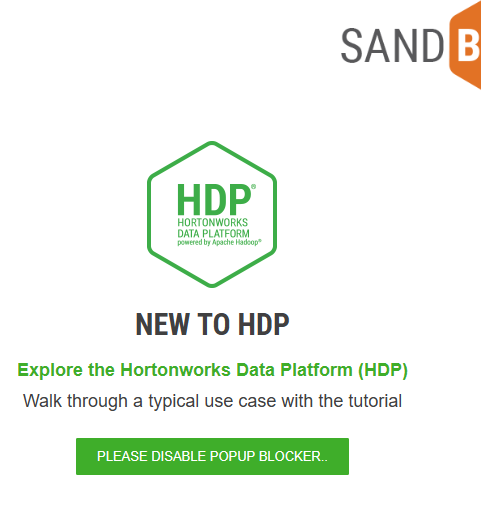 SANDB
HDP®
HORTONWORKS
DATA PLATFORM
powered by Apache Hadoop®
NEW TO HDP
Explore the Hortonworks Data Platform (HDP)
Walk through a typical use case with the tutorial
PLEASE DISABLE POPUP BLOCKER..